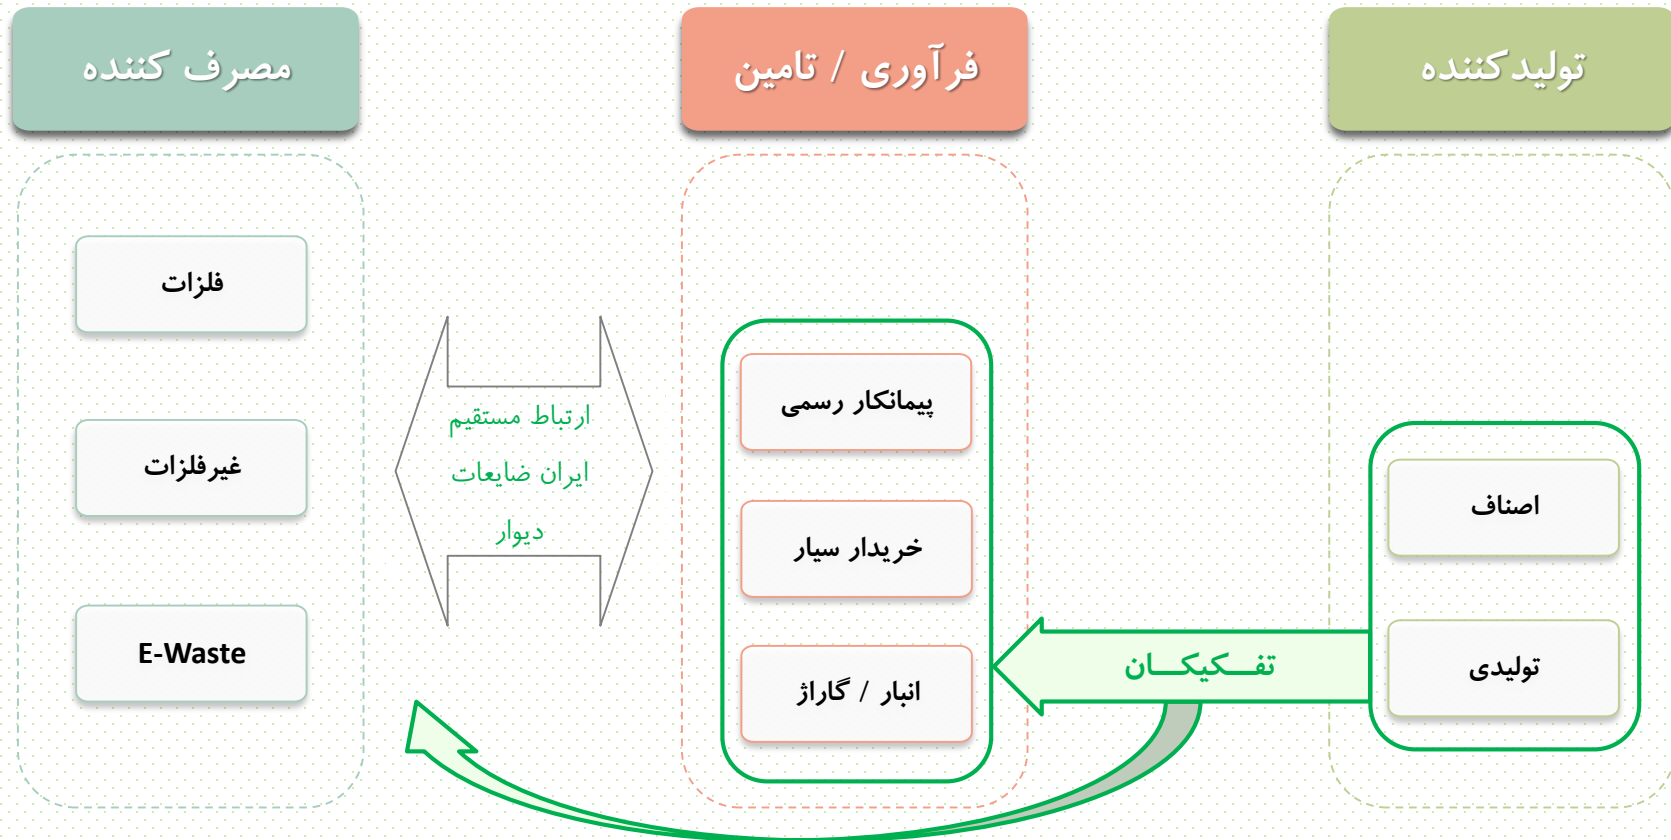 تولیدکننده
فرآوری / تامین
مصرف کننده
اصناف
تولیدی
تفـکیکـان
پیمانکار رسمی
خریدار سیار
انبار / گاراژ
ارتباط مستقیم
ایران ضایعات
دیوار
فلزات
غیرفلزات
E-Waste